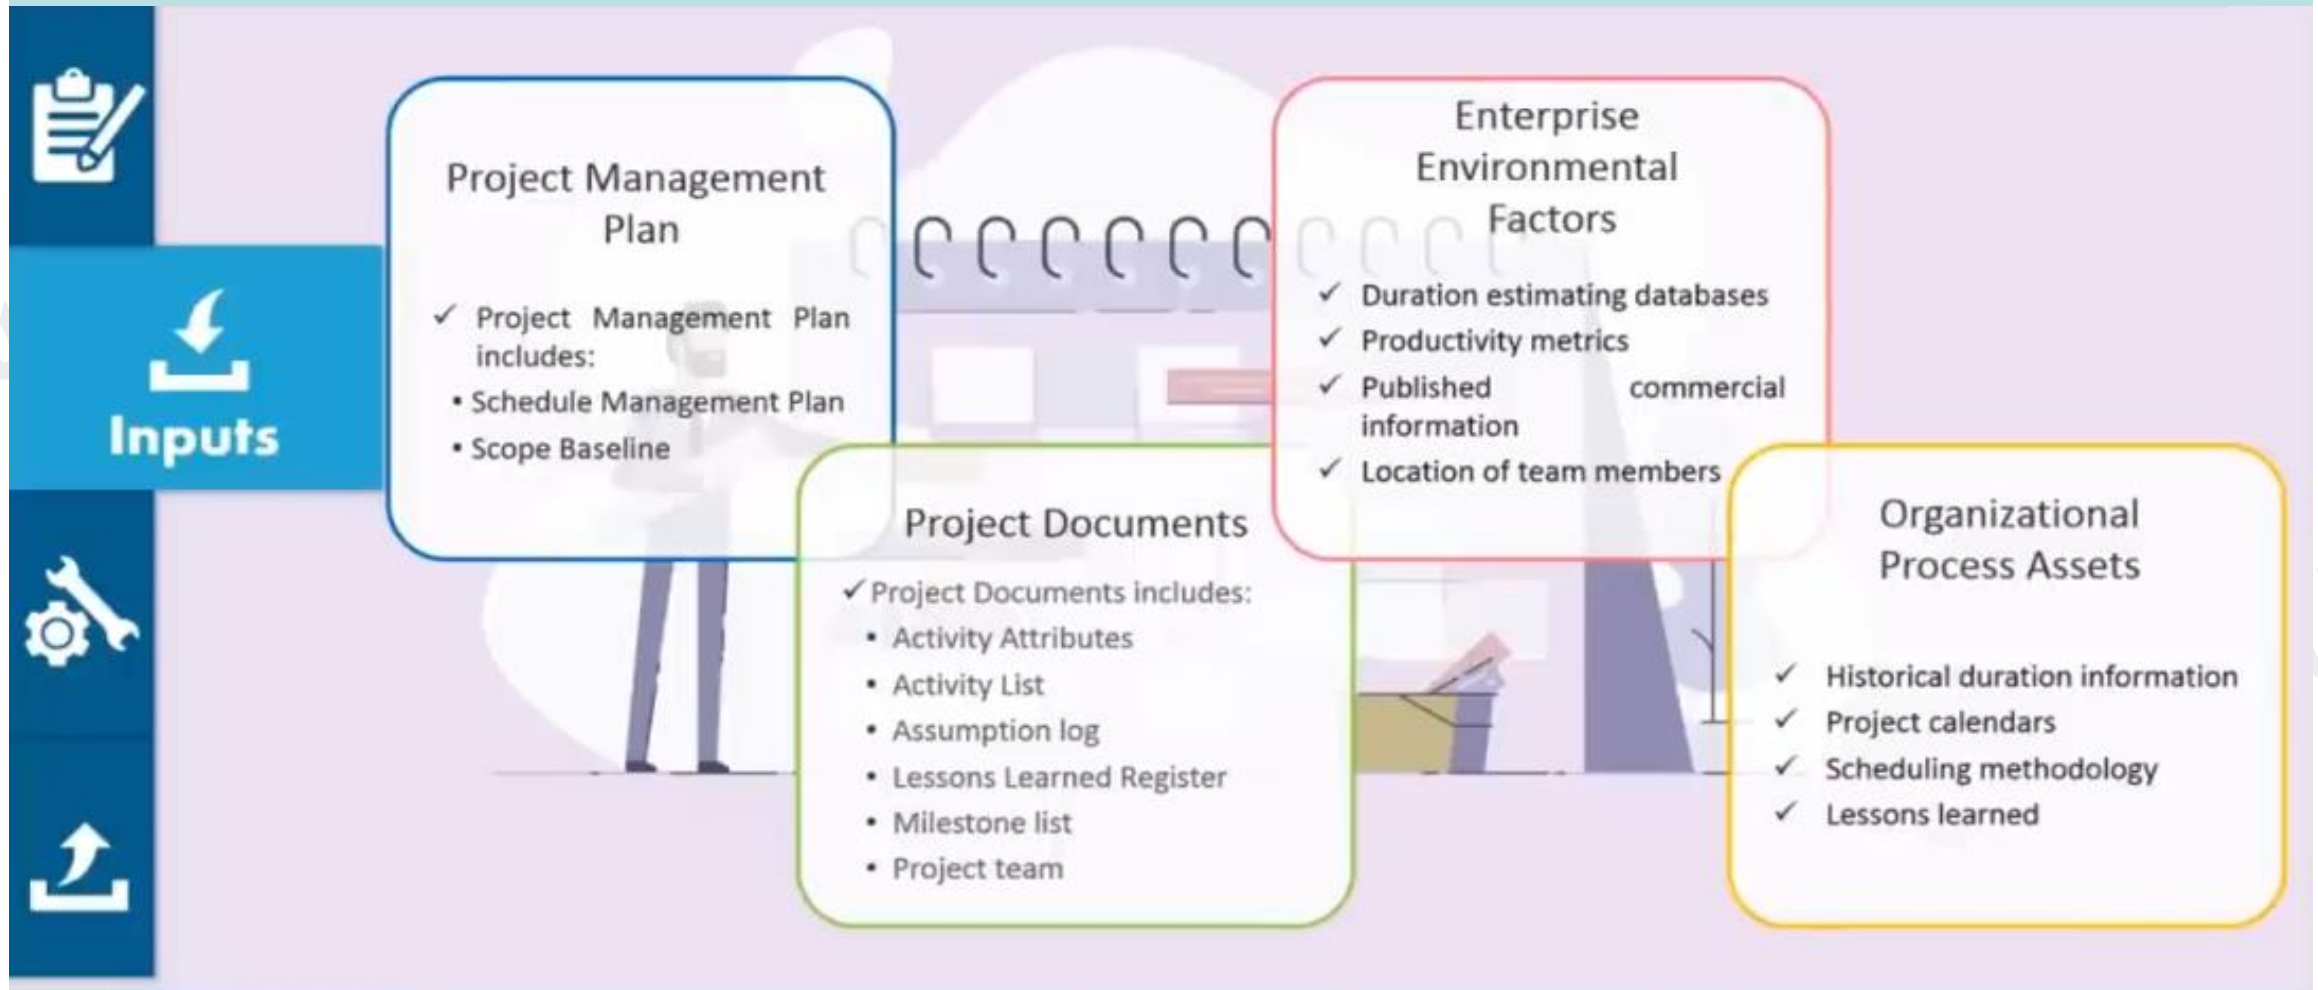 Inputs
Project Management
Plan
✓ Project Management Plan
includes:
• Schedule Management Plan
• Scope Baseline
Project Documents
✓ Project Documents includes:
• Activity Attributes
• Activity List
• Assumption log
• Lessons Learned Register
• Milestone list
• Project team
Enterprise
Environmental
Factors
✓ Duration estimating databases
✓ Productivity metrics
✓ Published commercial
information
✓ Location of team members
Organizational
Process Assets
✓ Historical duration information
✓ Project calendars
✓ Scheduling methodology
✓ Lessons learned